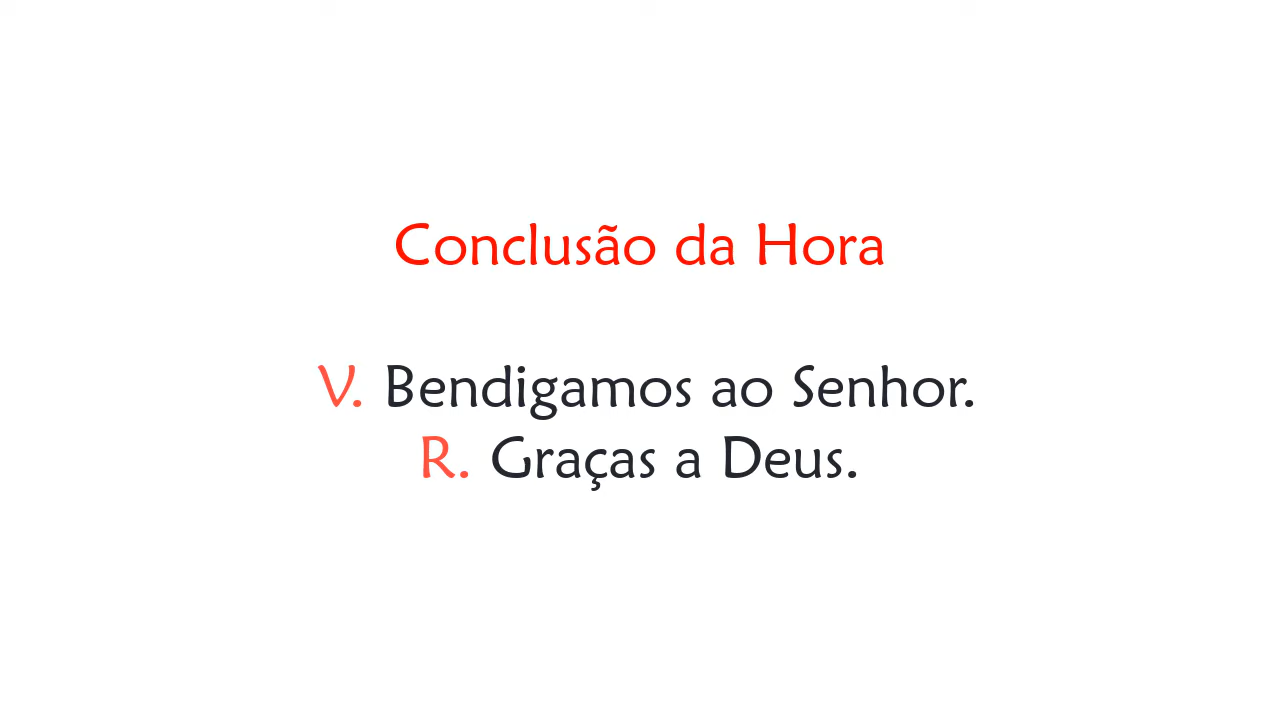 Conclusão da Hora
V. Bendigamos ao Senhor.
R. Graças a Deus.